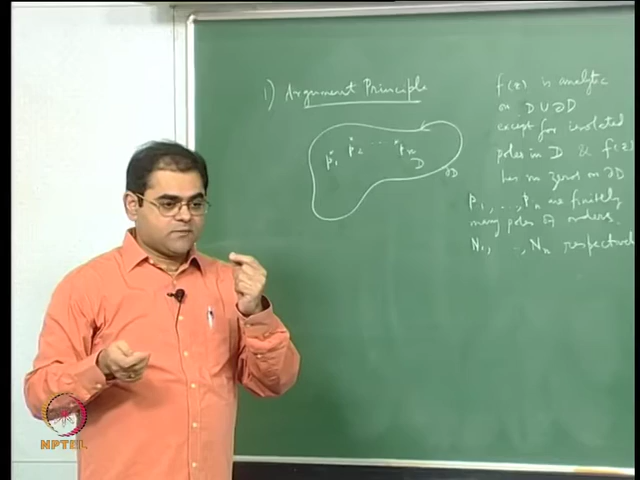 1) Argument Principle
p1 p2 ... pn
D
∂D
f(z) is analytic
on D∪∂D
except for isolated
poles in D & f(z)
has no zeros on ∂D
p1, ..., pn are finitely
many poles of orders
N1, .., Nn respectively
NPTEL